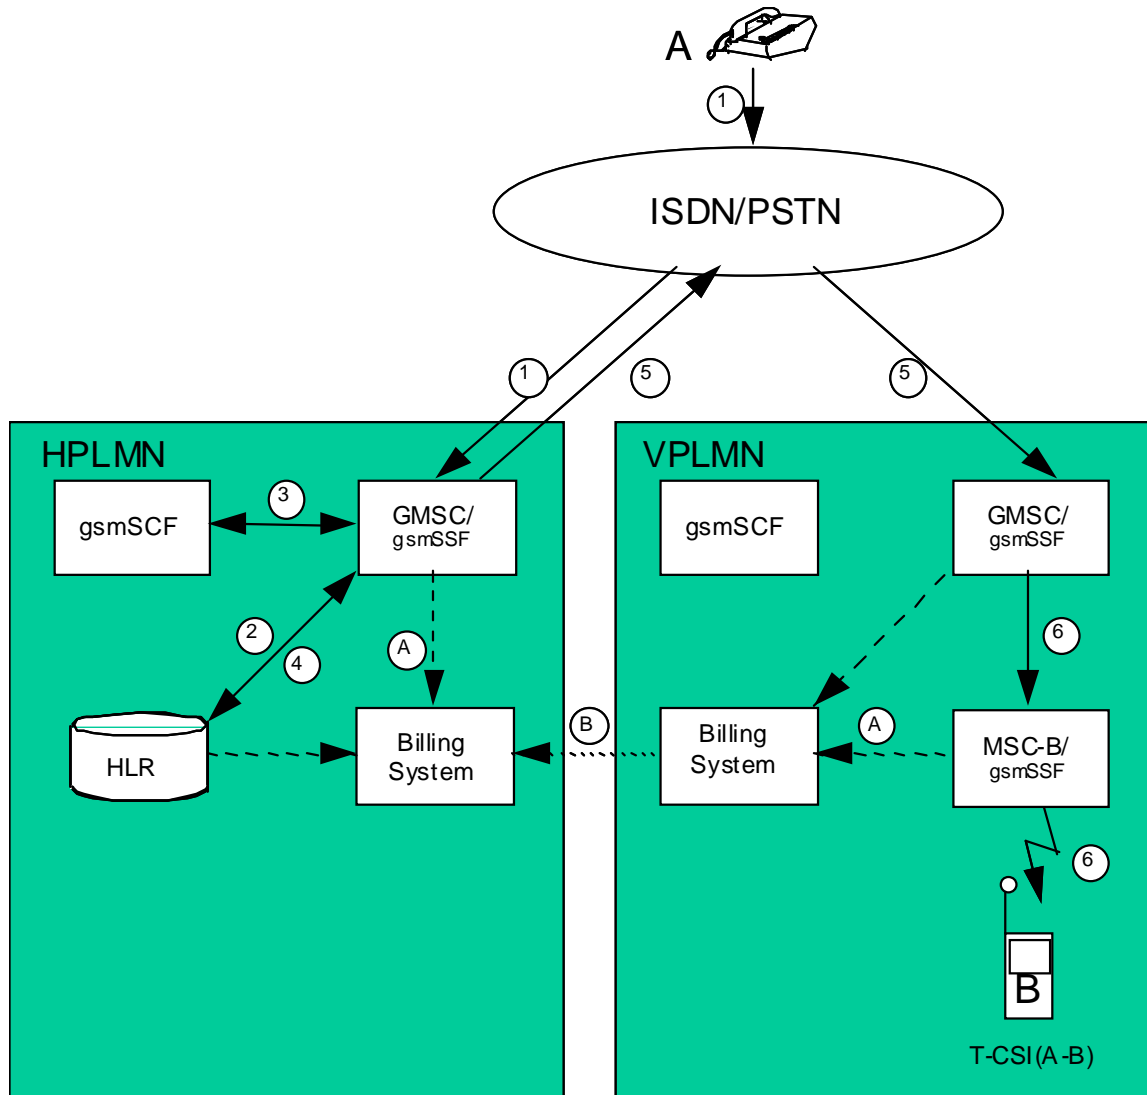 A
1
ISDN/PSTN
1
5
5
HPLMN
VPLMN
gsmSCF
3
GMSC/
gsmSSF
gsmSCF
GMSC/
gsmSSF
2
4
A
6
HLR
Billing
System
B
Billing
System
A
MSC-B/
gsmSSF
6
B
T-CSI(A-B)